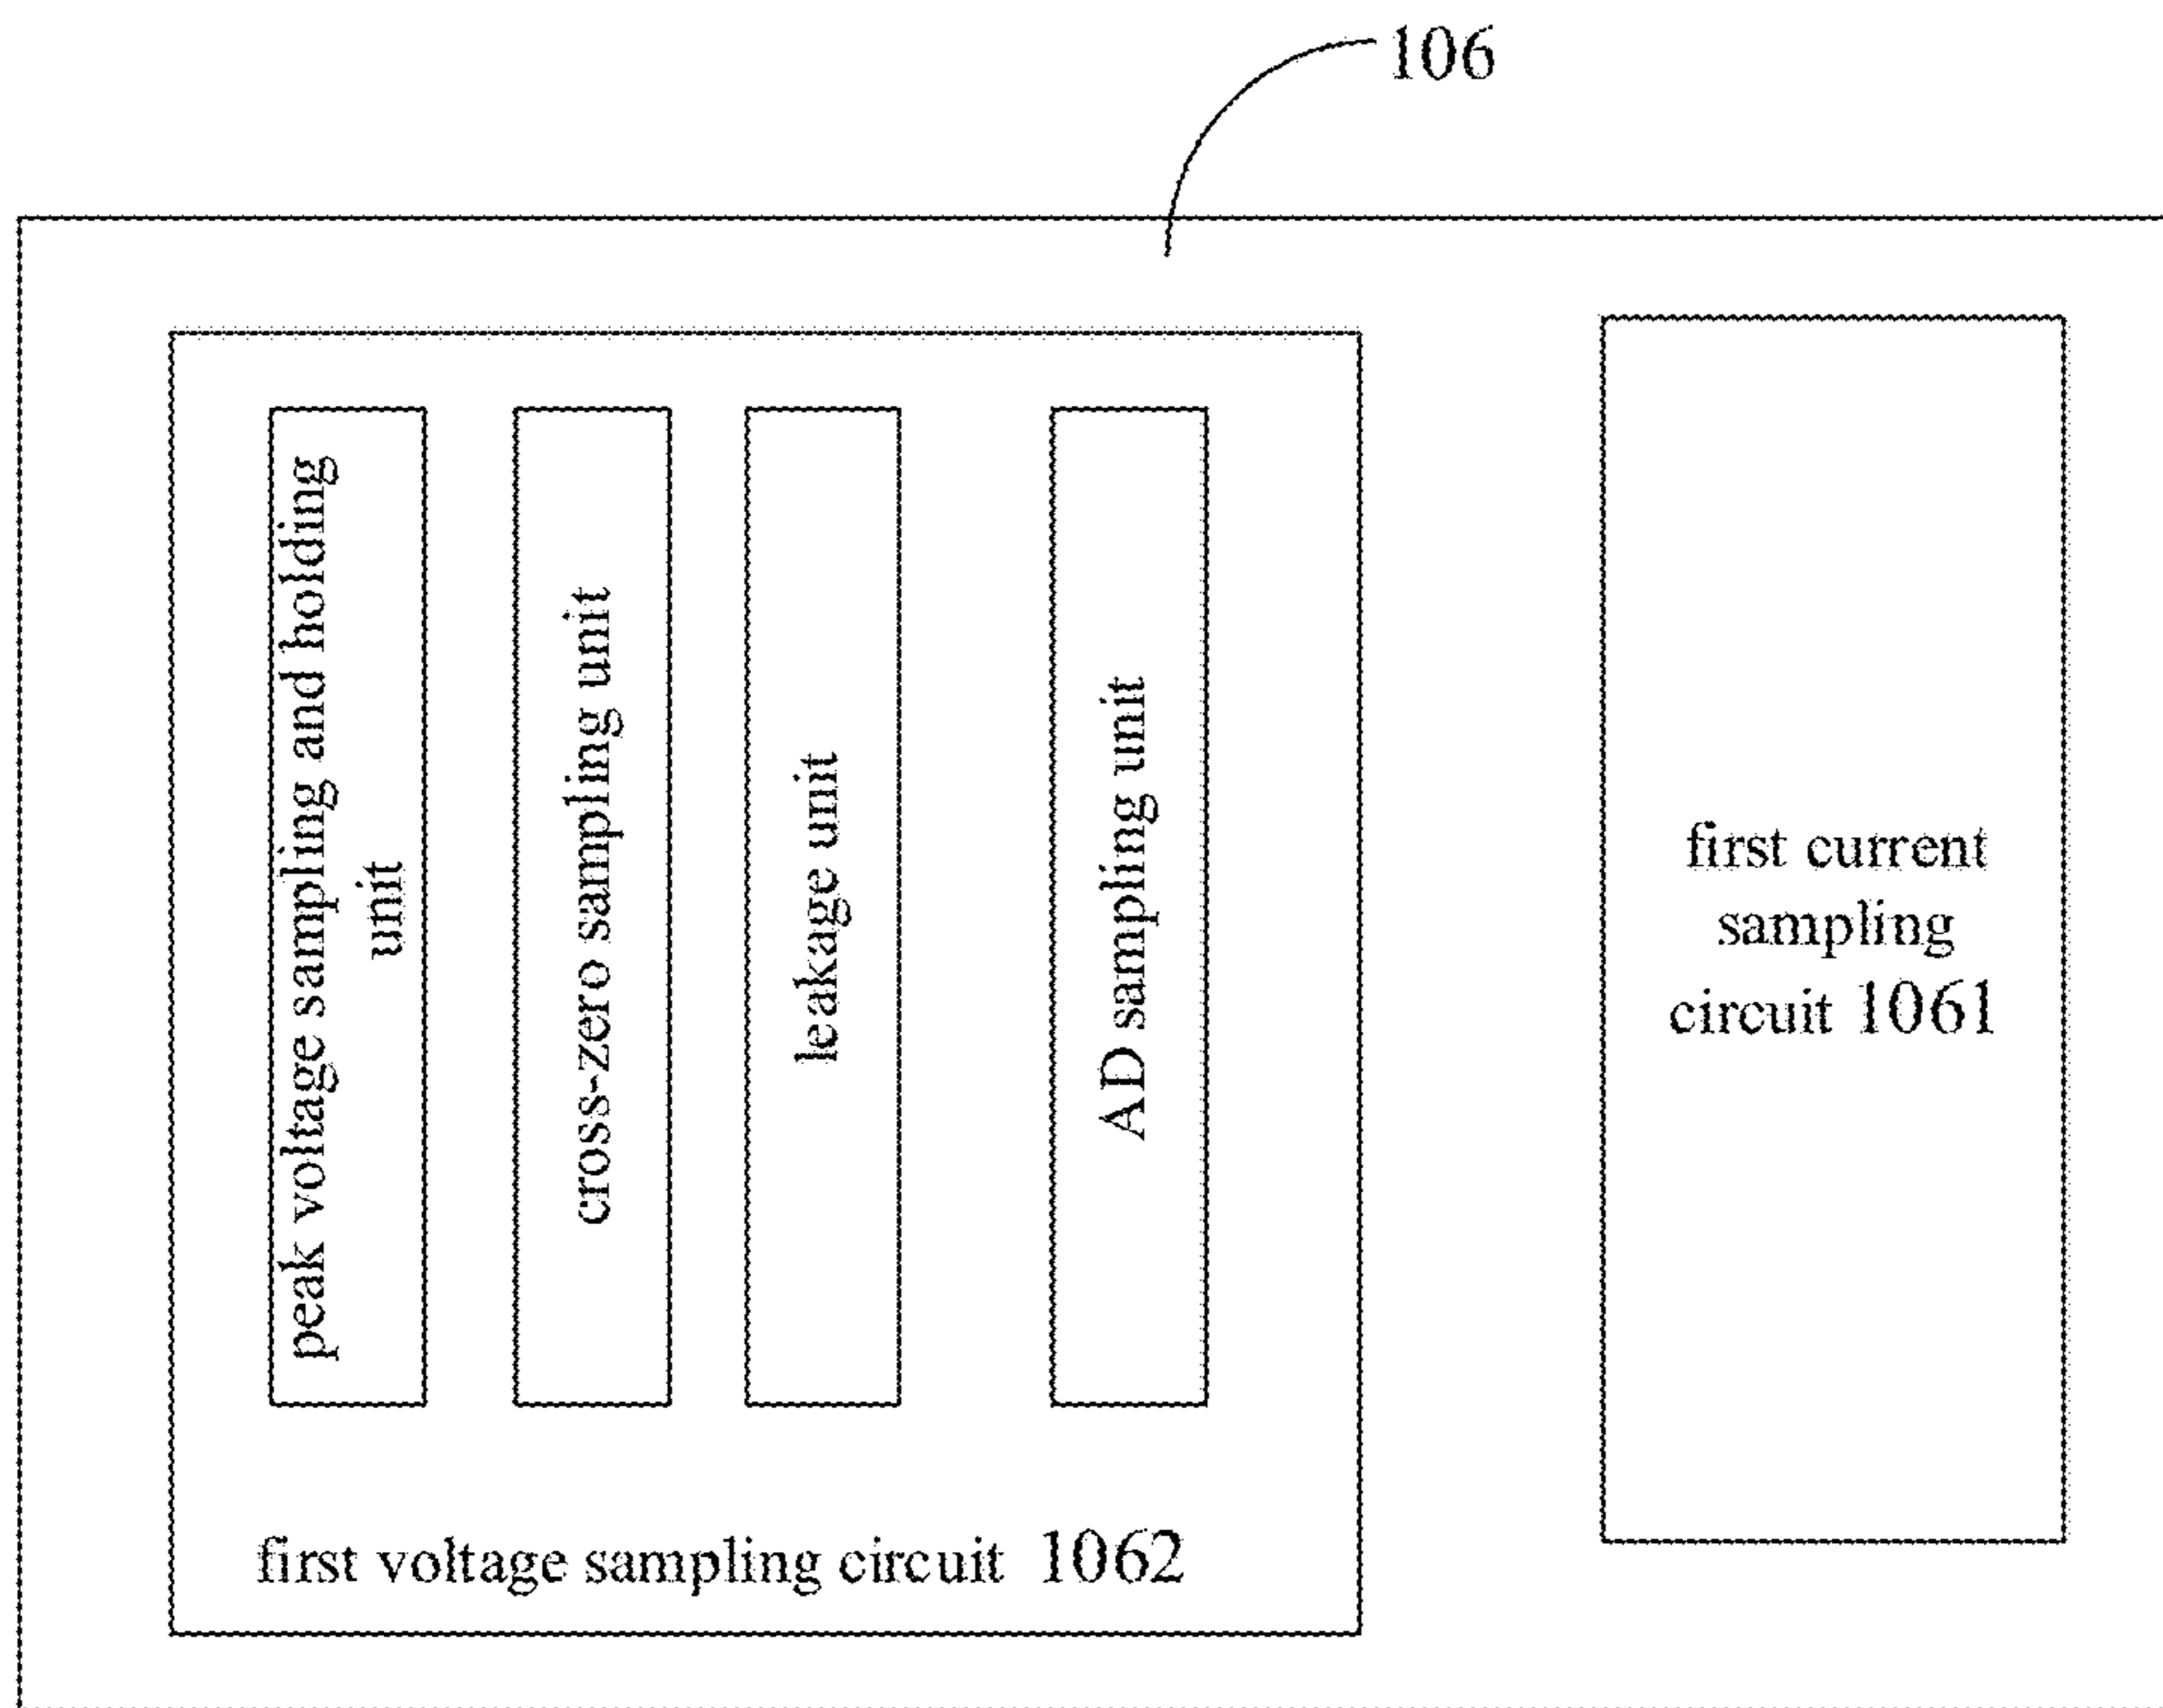 106
peak voltage sampling and holding
unit
cross-zero sampling unit
leakage unit
AD sampling unit
first voltage sampling circuit 1062
first current
sampling
circuit 1061